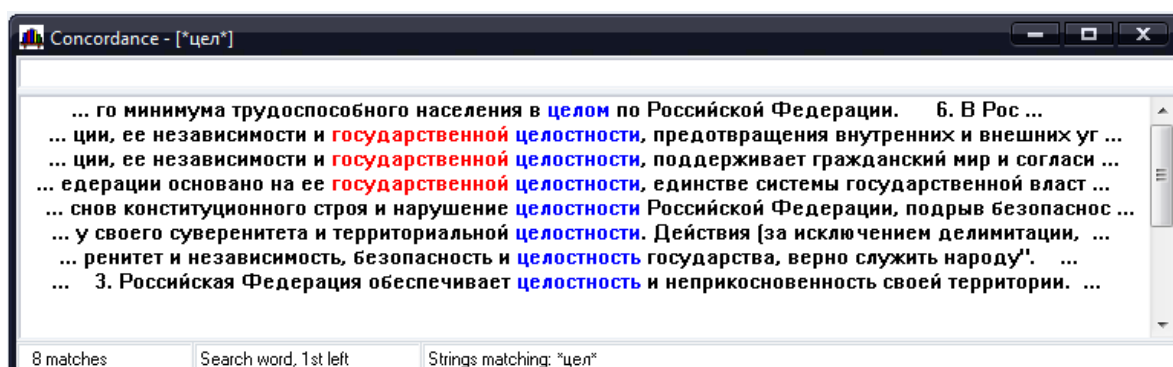 Concordance - [*цел*]
... го минимума трудоспособного населения в целом по Российской Федерации. 6. В Рос ...
... ции, ее независимости и государственной целостности, предотвращения внутренних и внешних уг ...
... ции, ее независимости и государственной целостности, поддерживает гражданский мир и согласи ...
... едерации основано на ее государственной целостности, единстве системы государственной власт ...
... снов конституционного строя и нарушение целостности Российской Федерации, подрыв безопаснос ...
... у своего суверенитета и территориальной целостности. Действия (за исключением делимитации, ...
... ренитет и независимость, безопасность и целостность государства, верно служить народу". ...
... 3. Российская Федерация обеспечивает целостность и неприкосновенность своей территории. ...
8 matches Search word, 1st left Strings matching: *цел*